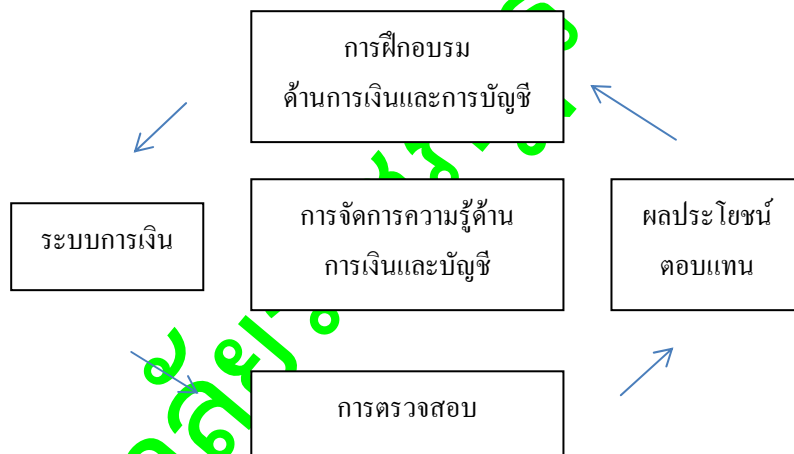 การฝึกอบรม
ด้านการเงินและการบัญชี
ระบบการเงิน
การจัดการความรู้ด้าน
การเงินและบัญชี
ผลประโยชน์
ตอบแทน
การตรวจสอบ